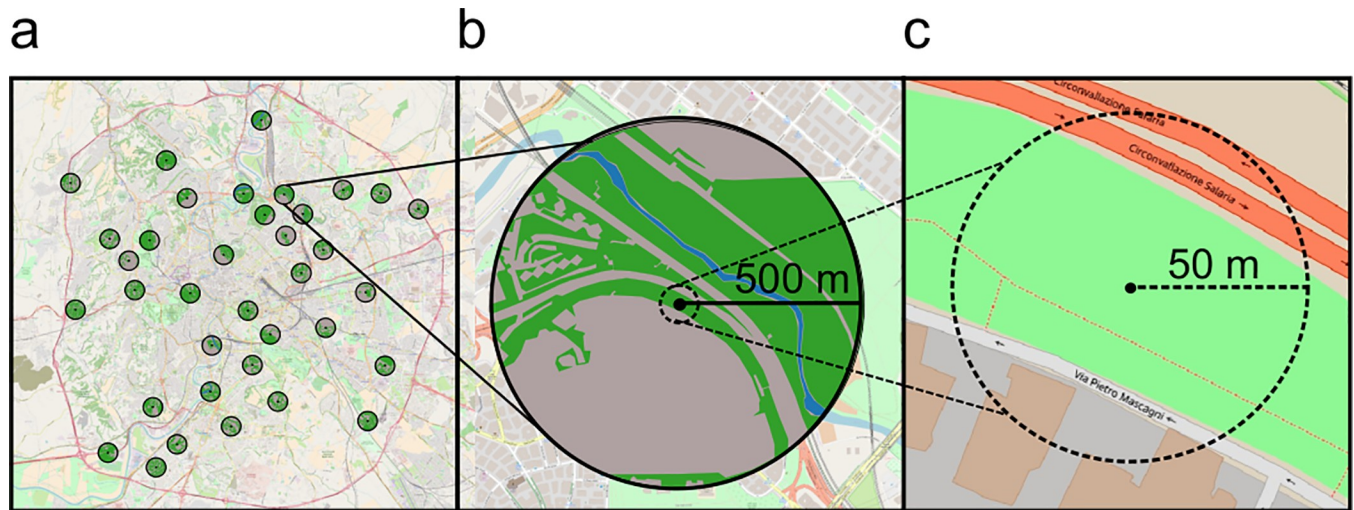 a
b
c
Circonvallazione Salaria
Circonvallazione Salaria →
500 m
50 m
Via Pietro Mascagni